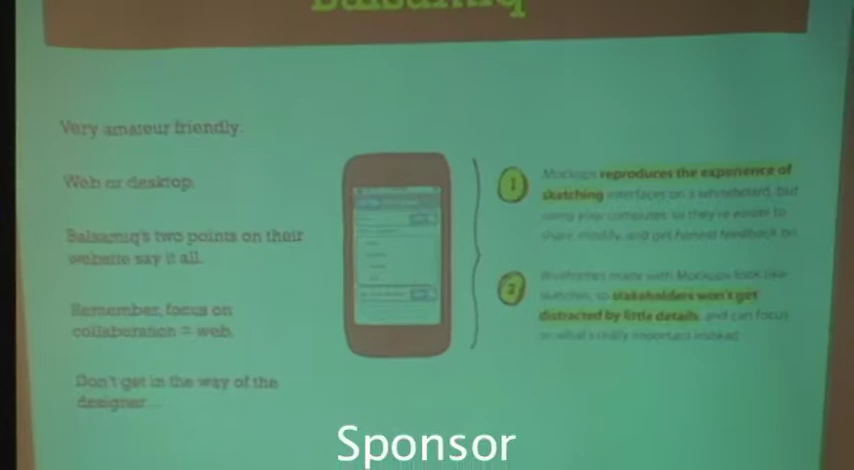 Balsamiq
Very amateur friendly.
Web or desktop.
Balsamiq's two points on their
website say it all.
Remember, focus on
collaboration = web.
Don't get in the way of the
designer...
1
Mockups reproduces the experience of
sketching interfaces on a whiteboard, but
using your computer, so they're easier to
share, modify, and get honest feedback on.
2
Wireframes made with Mockups look like
sketches, so stakeholders won't get
distracted by little details, and can focus
on what's really important instead.
Sponsor